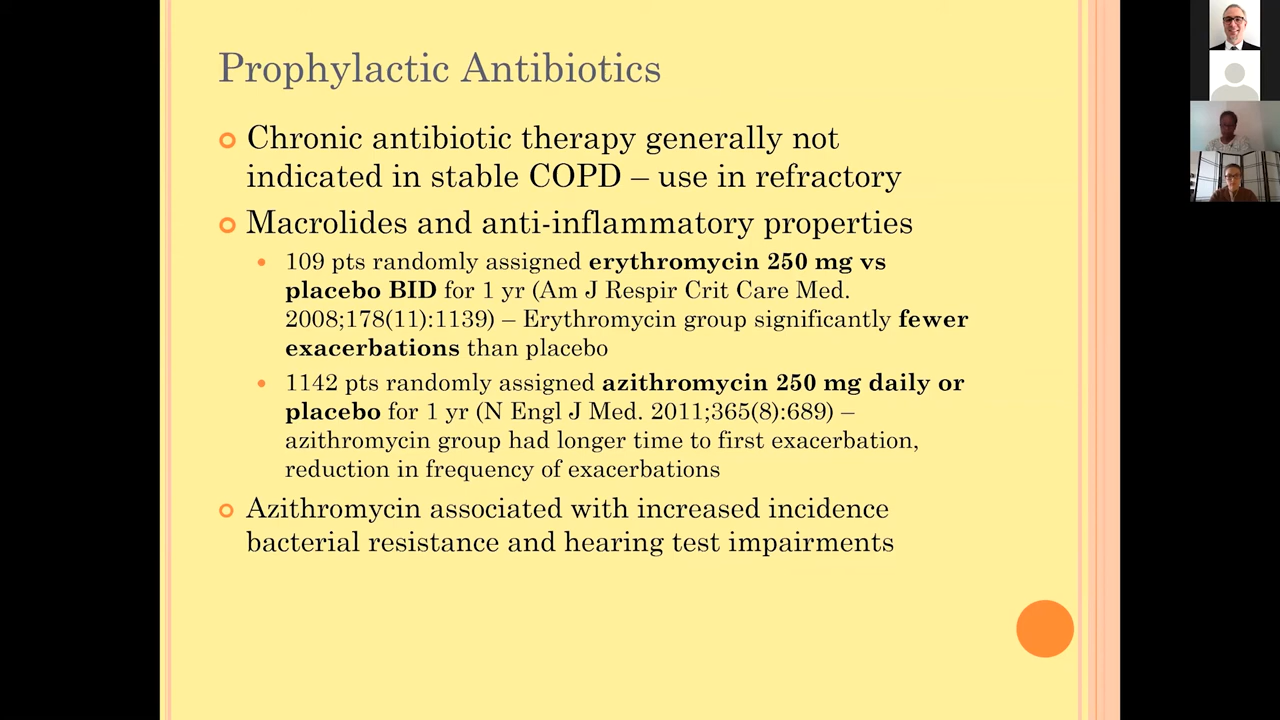 Prophylactic Antibiotics
Chronic antibiotic therapy generally not
indicated in stable COPD – use in refractory
Macrolides and anti-inflammatory properties
109 pts randomly assigned erythromycin 250 mg vs
placebo BID for 1 yr (Am J Respir Crit Care Med.
2008;178(11):1139) – Erythromycin group significantly fewer
exacerbations than placebo
1142 pts randomly assigned azithromycin 250 mg daily or
placebo for 1 yr (N Engl J Med. 2011;365(8):689) –
azithromycin group had longer time to first exacerbation,
reduction in frequency of exacerbations
Azithromycin associated with increased incidence
bacterial resistance and hearing test impairments